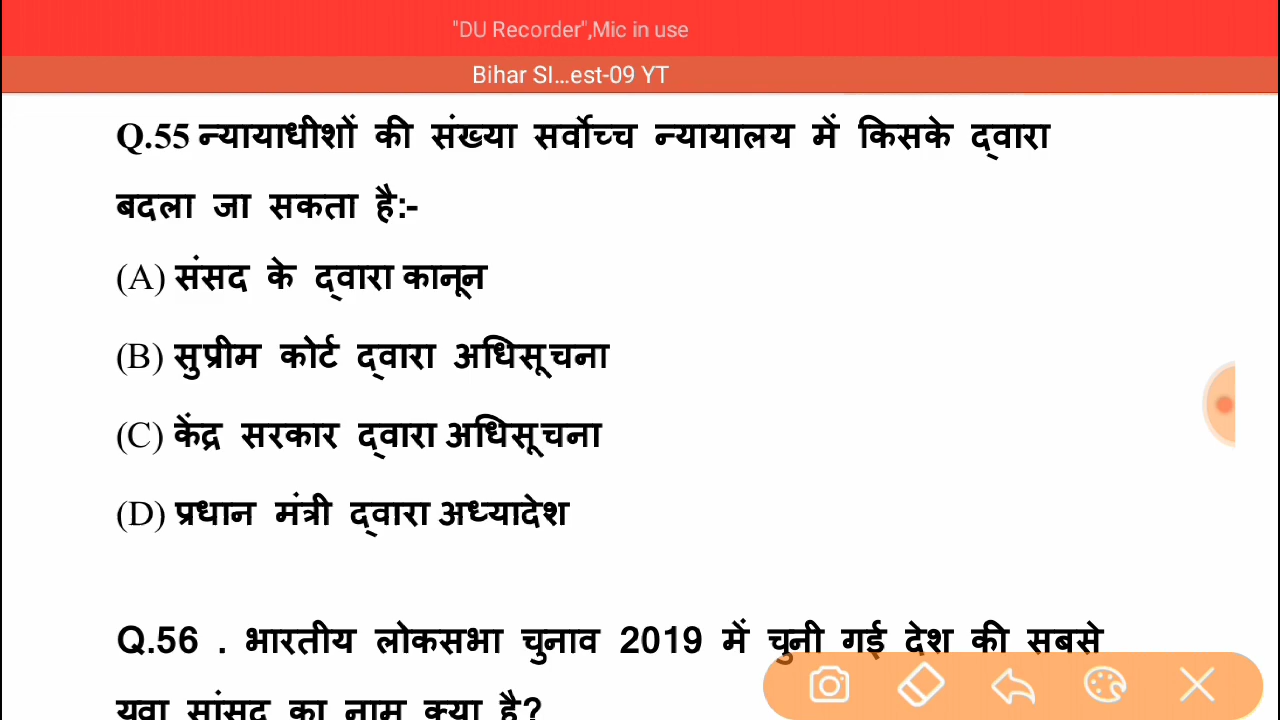 "DU Recorder",Mic in use
Bihar SI...est-09 YT
Q.55 न्यायाधीशों की संख्या सर्वोच्च न्यायालय में किसके द्वारा
बदला जा सकता है:-
(A) संसद के द्वारा कानून
(B) सुप्रीम कोर्ट द्वारा अधिसूचना
(C) केंद्र सरकार द्वारा अधिसूचना
(D) प्रधान मंत्री द्वारा अध्यादेश
Q.56 . भारतीय लोकसभा चुनाव 2019 में चुनी गई देश की सबसे
युवा सांसद का नाम क्या है?